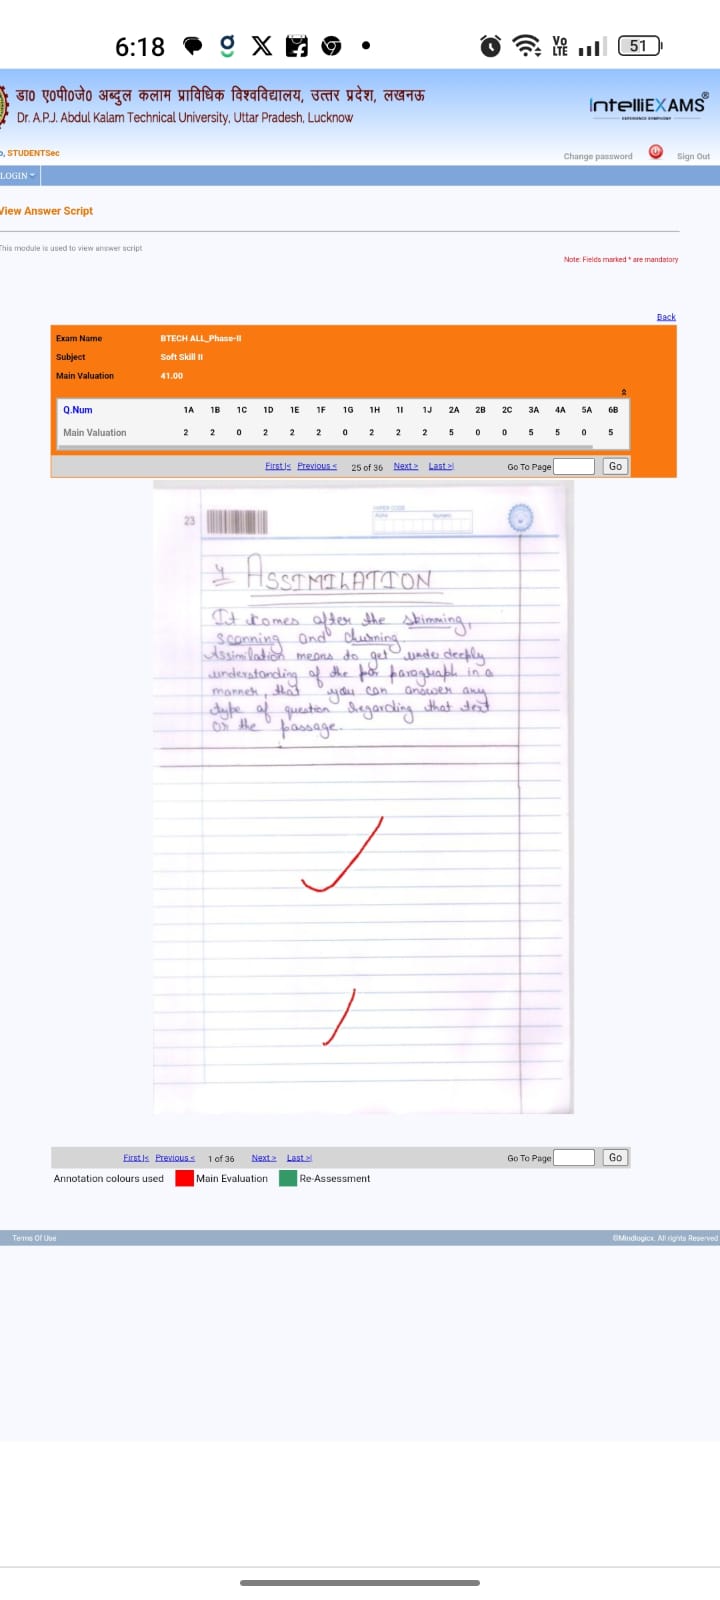 6:18
Vo LTE
51
डा0 ए0पी0जे0 अब्दुल कलाम प्राविधिक विश्वविद्यालय, उत्तर प्रदेश, लखनऊ
Dr. A.P.J. Abdul Kalam Technical University, Uttar Pradesh, Lucknow
IntelliEXAMS®
o, STUDENTSec
Change password
Sign Out
LOGIN
View Answer Script
This module is used to view answer script
Note: Fields marked * are mandatory
Back
Exam Name BTECH ALL_Phase-II
Subject Soft Skill II
Main Valuation 41.00
Q.Num 1A 1B 1C 1D 1E 1F 1G 1H 1I 1J 2A 2B 2C 3A 4A 5A 6B
Main Valuation 2 2 0 2 2 2 0 2 2 2 5 0 0 5 5 0 5
First|< Previous < 25 of 36 Next > Last >| Go To Page Go
23
PAPER CODE
4 ASSIMILATION
It comes after the skimming,
scanning and churning.
Assimilation means to get deeply
understanding of the paragraph in a
manner, that you can answer any
type of question regarding that text
or the passage.
First|< Previous < 1 of 36 Next > Last >| Go To Page Go
Annotation colours used Main Evaluation Re-Assessment
Terms Of Use
©Mindlogicx. All rights Reserved